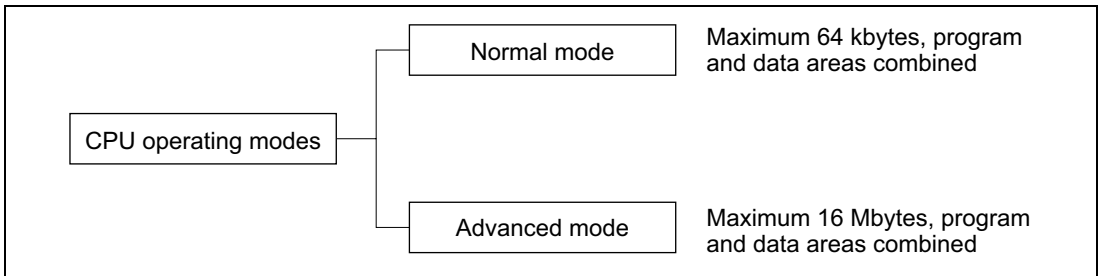 Normal mode
Maximum 64 kbytes, program
and data areas combined
CPU operating modes
Advanced mode
Maximum 16 Mbytes, program
and data areas combined